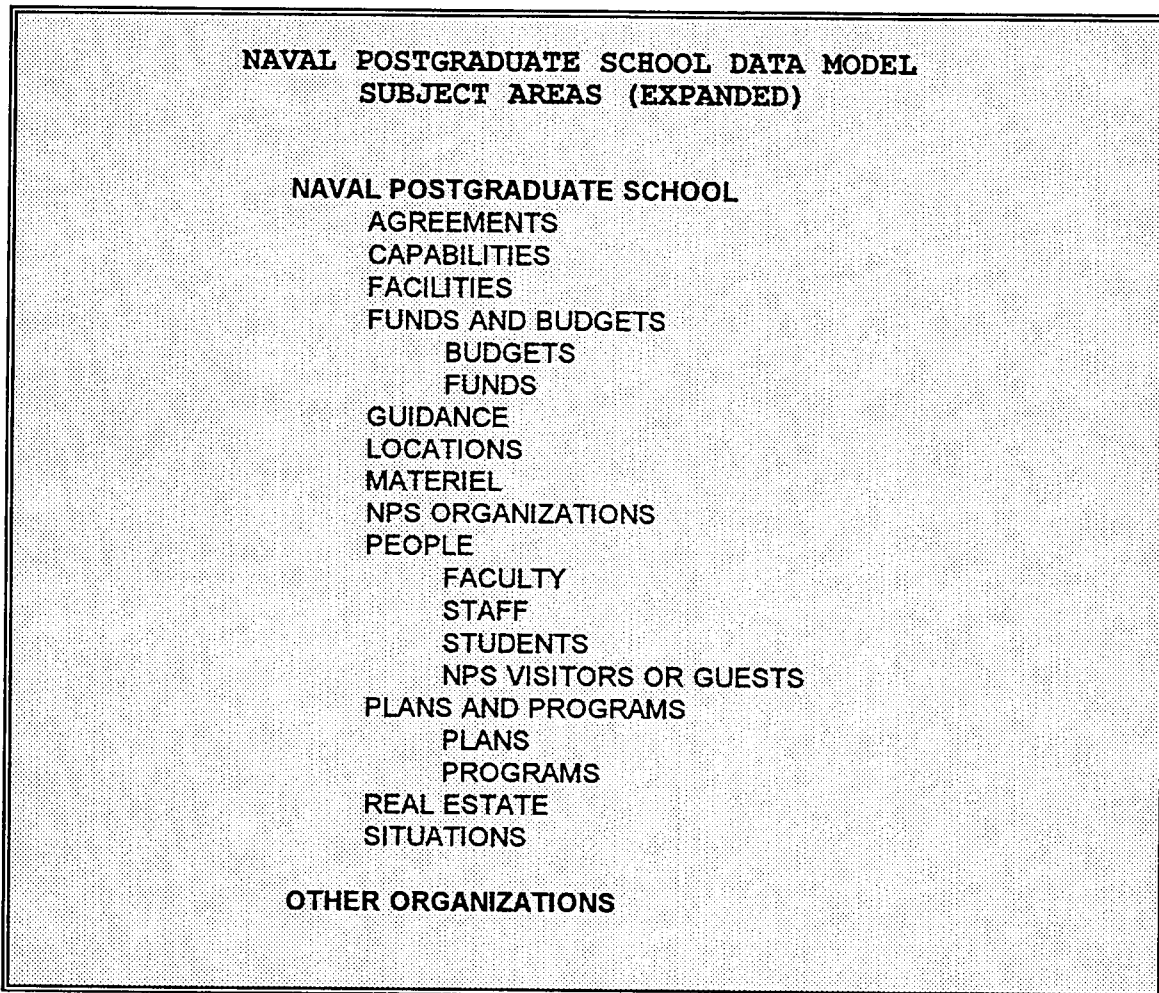 NAVAL POSTGRADUATE SCHOOL DATA MODEL
SUBJECT AREAS (EXPANDED)
NAVAL POSTGRADUATE SCHOOL
AGREEMENTS
CAPABILITIES
FACILITIES
FUNDS AND BUDGETS
BUDGETS
FUNDS
GUIDANCE
LOCATIONS
MATERIEL
NPS ORGANIZATIONS
PEOPLE
FACULTY
STAFF
STUDENTS
NPS VISITORS OR GUESTS
PLANS AND PROGRAMS
PLANS
PROGRAMS
REAL ESTATE
SITUATIONS
OTHER ORGANIZATIONS